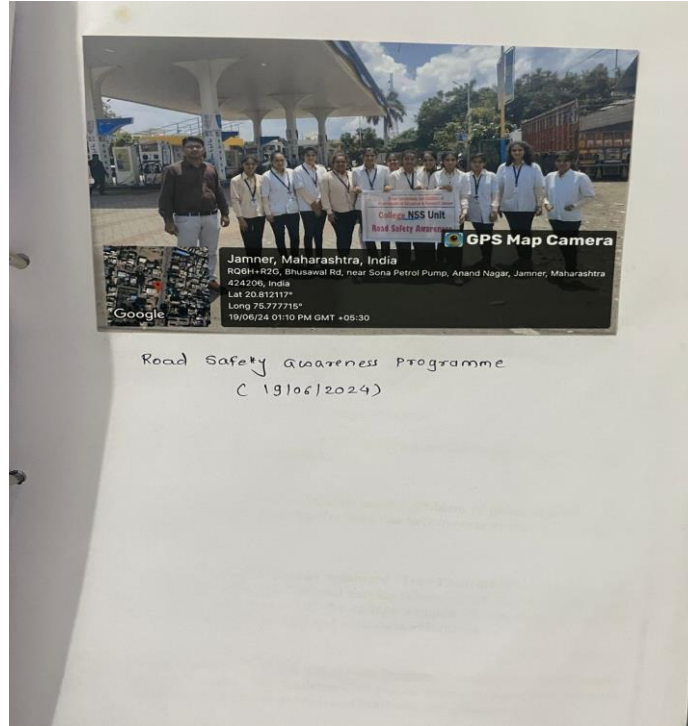 College NSS Unit
Road Safety Awareness
GPS Map Camera
Jamner, Maharashtra, India
RQ6H+R2G, Bhusawal Rd, near Sona Petrol Pump, Anand Nagar, Jamner, Maharashtra
424206, India
Lat 20.812117°
Long 75.777715°
19/06/24 01:10 PM GMT +05:30
Google
Road Safety awareness Programme
( 19/06/2024)